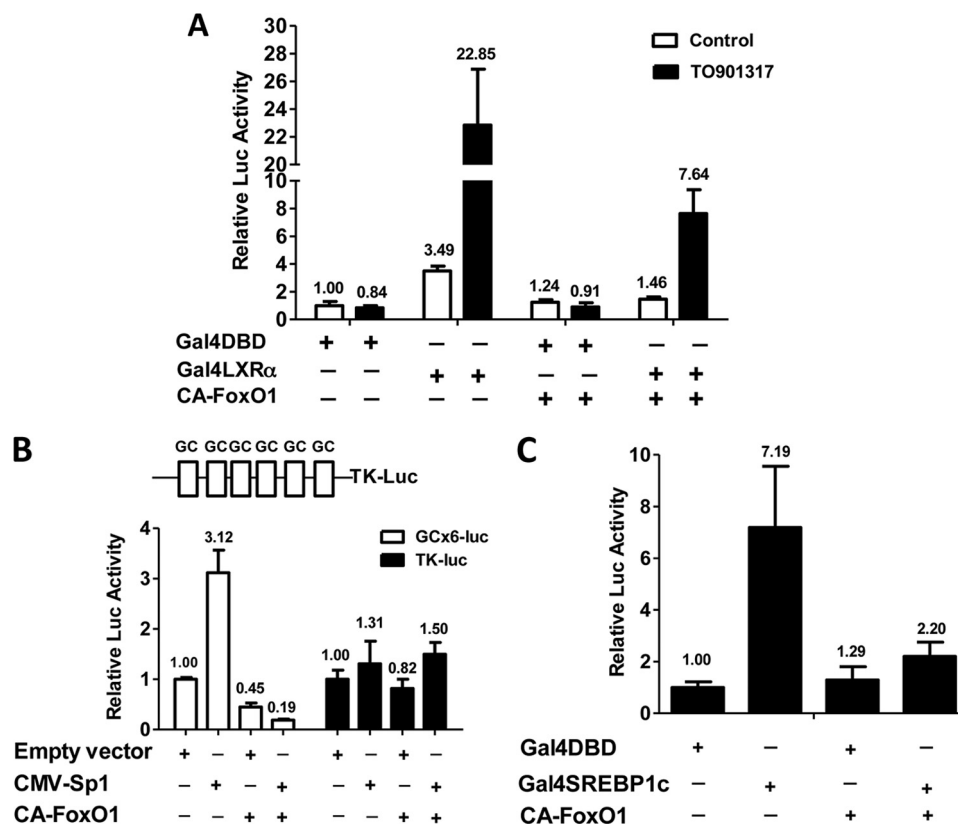 A
Relative Luc Activity
30
28
26
24
22
20
10
8
6
4
2
0
Control
TO901317
1.00
0.84
3.49
22.85
1.24
0.91
1.46
7.64
Gal4DBD + + – – + + – –
Gal4LXRα – – + + – – + +
CA-FoxO1 – – – – + + + +
B
GC GC GC GC GC GC
TK-Luc
Relative Luc Activity
4
3
2
1
0
GCx6-luc
TK-luc
1.00
3.12
0.45
0.19
1.00
1.31
0.82
1.50
Empty vector + – + – + – + –
CMV-Sp1 – + – + – + – +
CA-FoxO1 – – + + – – + +
C
Relative Luc Activity
10
8
6
4
2
0
1.00
7.19
1.29
2.20
Gal4DBD + – + –
Gal4SREBP1c – + – +
CA-FoxO1 – – + +